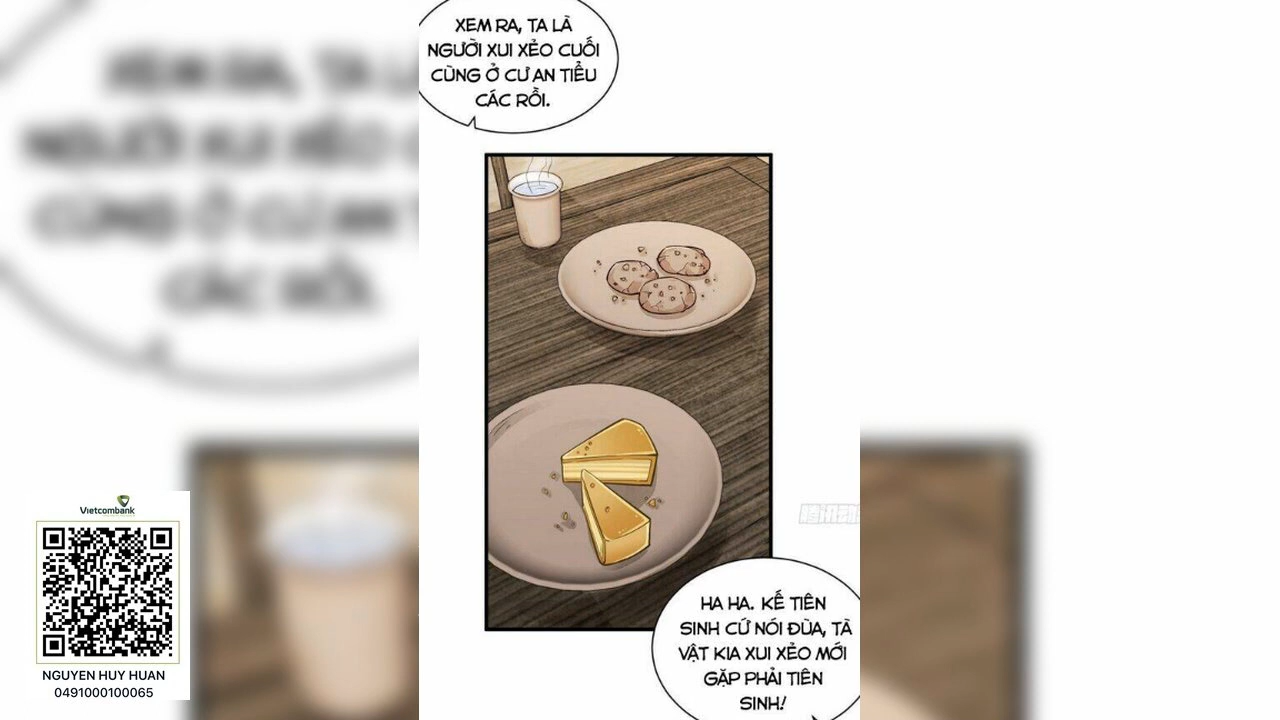 XEM RA, TA LÀ
NGƯỜI XUI XẺO CUỐI
CÙNG Ở CƯ AN TIỂU
CÁC RỒI.
HA HA. KẾ TIÊN
SINH CỨ NÓI ĐÙA, TÀ
VẬT KIA XUI XẺO MỚI
GẶP PHẢI TIÊN
SINH!
Vietcombank
NGUYEN HUY HUAN
0491000100065